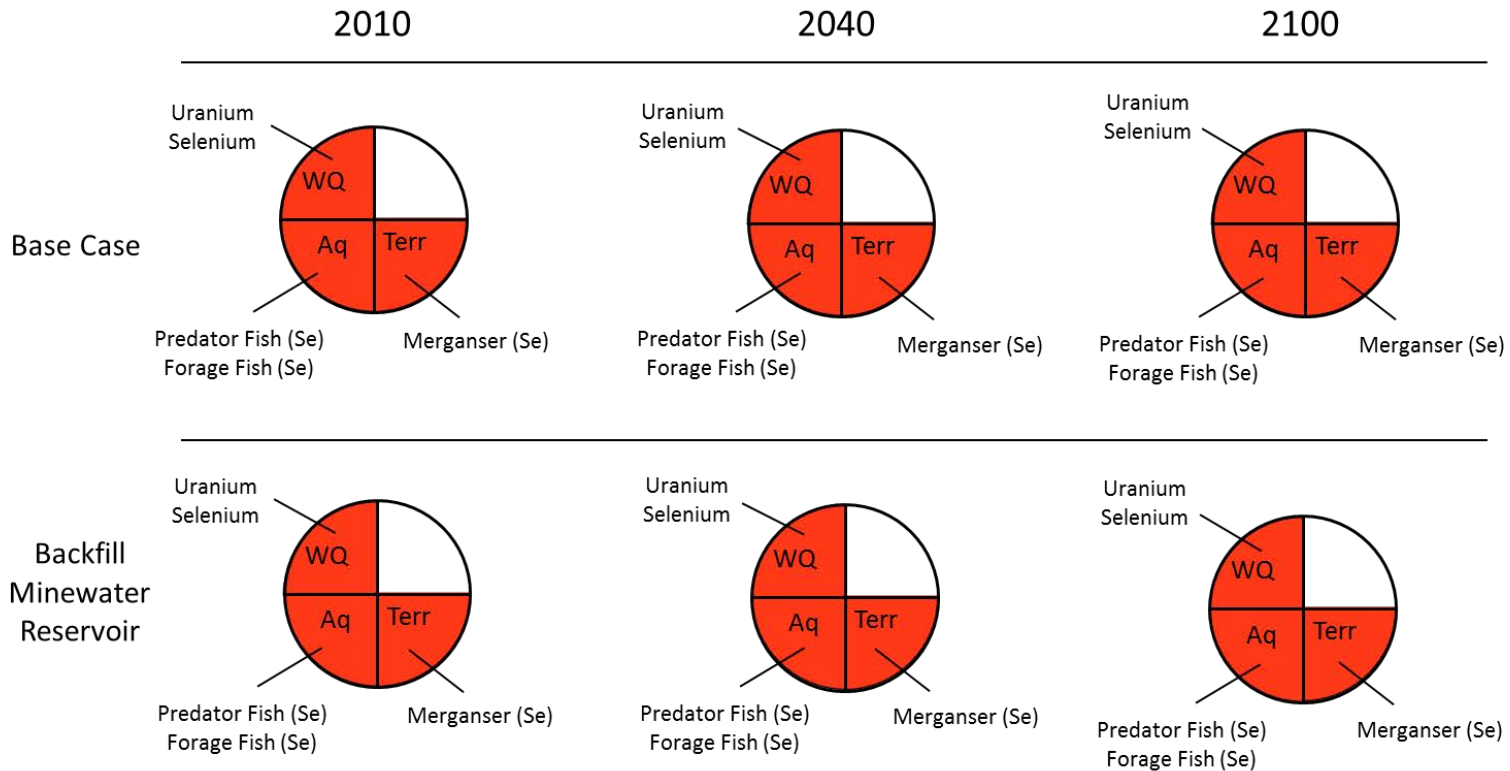 2010
2040
2100
Base Case
Uranium
Selenium
WQ
Aq
Terr
Predator Fish (Se)
Forage Fish (Se)
Merganser (Se)
Uranium
Selenium
WQ
Aq
Terr
Predator Fish (Se)
Forage Fish (Se)
Merganser (Se)
Uranium
Selenium
WQ
Aq
Terr
Predator Fish (Se)
Forage Fish (Se)
Merganser (Se)
Backfill
Minewater
Reservoir
Uranium
Selenium
WQ
Aq
Terr
Predator Fish (Se)
Forage Fish (Se)
Merganser (Se)
Uranium
Selenium
WQ
Aq
Terr
Predator Fish (Se)
Forage Fish (Se)
Merganser (Se)
Uranium
Selenium
WQ
Aq
Terr
Predator Fish (Se)
Forage Fish (Se)
Merganser (Se)